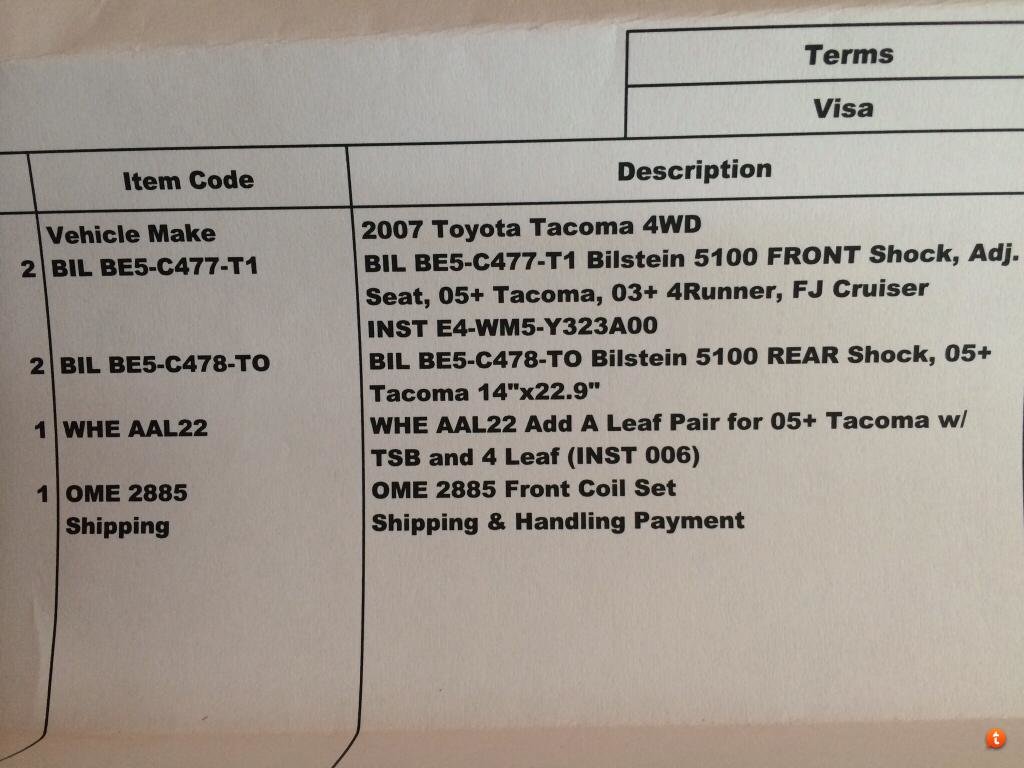 Terms
Visa
Item Code Description
Vehicle Make 2007 Toyota Tacoma 4WD
2 BIL BE5-C477-T1 BIL BE5-C477-T1 Bilstein 5100 FRONT Shock, Adj.
Seat, 05+ Tacoma, 03+ 4Runner, FJ Cruiser
INST E4-WM5-Y323A00
2 BIL BE5-C478-TO BIL BE5-C478-TO Bilstein 5100 REAR Shock, 05+
Tacoma 14"x22.9"
1 WHE AAL22 WHE AAL22 Add A Leaf Pair for 05+ Tacoma w/
TSB and 4 Leaf (INST 006)
1 OME 2885 OME 2885 Front Coil Set
Shipping Shipping & Handling Payment
t